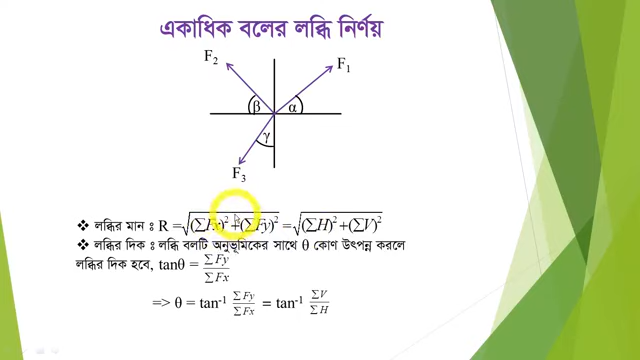 একাধিক বলের লব্ধি নির্ণয়
F₂
F₁
β
α
γ
F₃
❖ লব্ধির মান ঃ R = √(∑Fx)² + (∑Fy)² = √(∑H)² + (∑V)²
❖ লব্ধির দিক ঃ লব্ধি বলটি অনুভূমিকের সাথে θ কোণ উৎপন্ন করলে
লব্ধির দিক হবে, tanθ = ∑Fy/∑Fx
=> θ = tan⁻¹ ∑Fy/∑Fx = tan⁻¹ ∑V/∑H